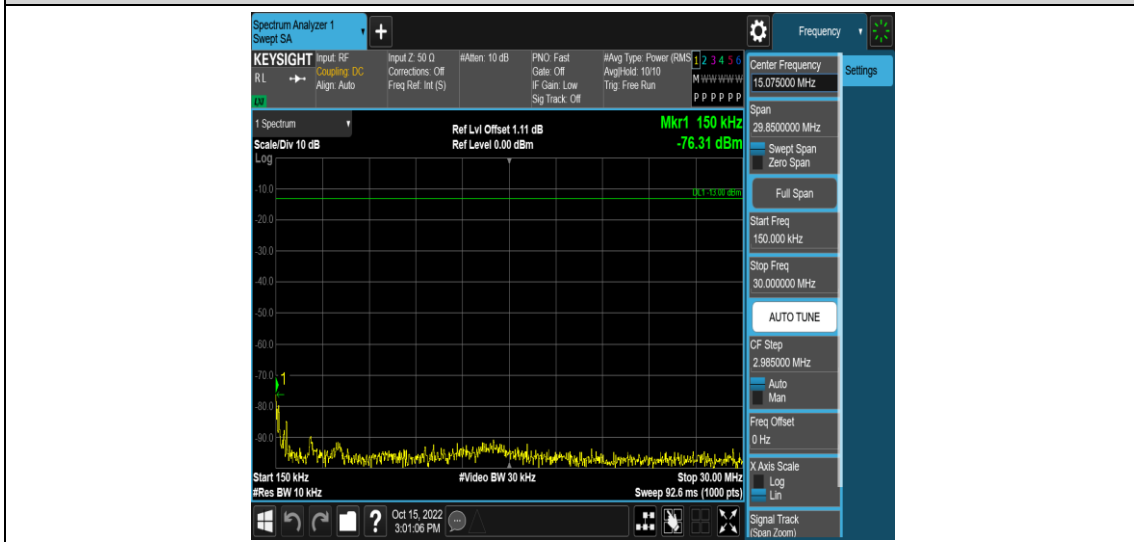 Spectrum Analyzer 1
Swept SA
+
Frequency
KEYSIGHT
RL
LXI
Input: RF
Coupling: DC
Align: Auto
Input Z: 50 Ω
Corrections: Off
Freq Ref: Int (S)
#Atten: 10 dB
PNO: Fast
Gate: Off
IF Gain: Low
Sig Track: Off
#Avg Type: Power (RMS
Avg|Hold: 10/10
Trig: Free Run
1 2 3 4 5 6
M W W W W W
P P P P P P
1 Spectrum
Scale/Div 10 dB
Log
Ref Lvl Offset 1.11 dB
Ref Level 0.00 dBm
Mkr1 150 kHz
-76.31 dBm
DL1 -13.00 dBm
-10.0
-20.0
-30.0
-40.0
-50.0
-60.0
-70.0
1
-80.0
-90.0
Start 150 kHz
#Res BW 10 kHz
#Video BW 30 kHz
Stop 30.00 MHz
Sweep 92.6 ms (1000 pts)
?
Oct 15, 2022
3:01:06 PM
Center Frequency
15.075000 MHz
Settings
Span
29.8500000 MHz
Swept Span
Zero Span
Full Span
Start Freq
150.000 kHz
Stop Freq
30.000000 MHz
AUTO TUNE
CF Step
2.985000 MHz
Auto
Man
Freq Offset
0 Hz
X Axis Scale
Log
Lin
Signal Track
(Span Zoom)